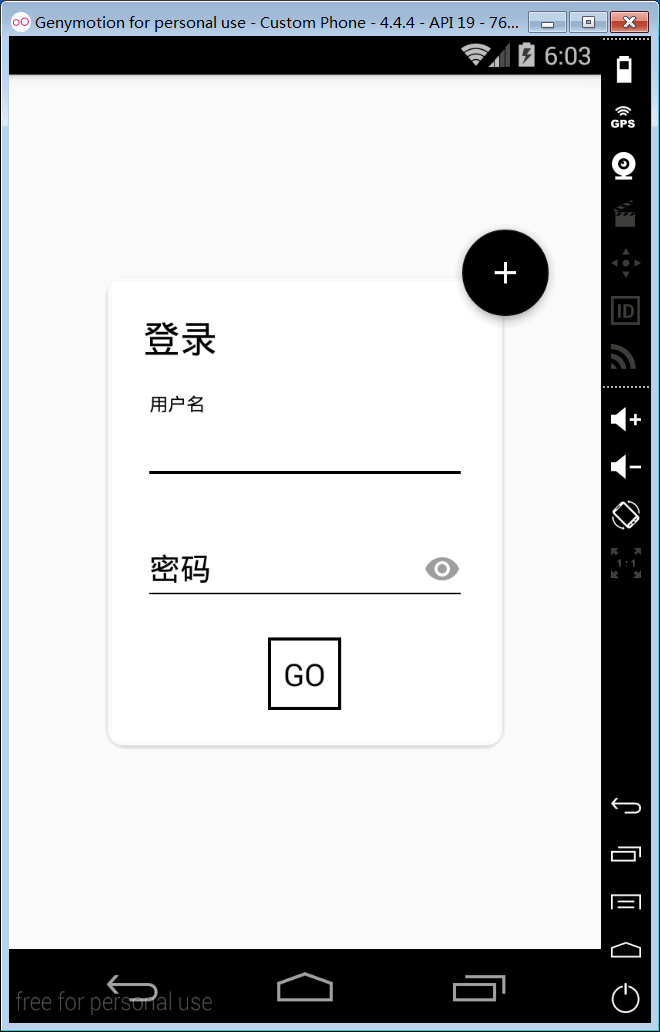 Genymotion for personal use - Custom Phone - 4.4.4 - API 19 - 76...
6:03
GPS
ID
登录
用户名
密码
1:1
GO
free for personal use